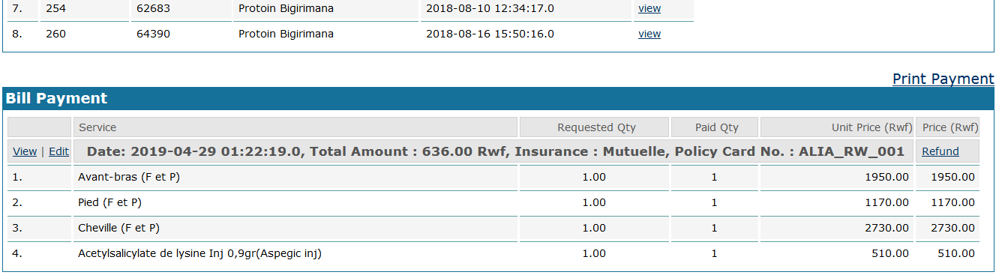 7. 254 62683 Protoin Bigirimana 2018-08-10 12:34:17.0 view
8. 260 64390 Protoin Bigirimana 2018-08-16 15:50:16.0 view
Print Payment
Bill Payment
Service Requested Qty Paid Qty Unit Price (Rwf) Price (Rwf)
View | Edit Date: 2019-04-29 01:22:19.0, Total Amount : 636.00 Rwf, Insurance : Mutuelle, Policy Card No. : ALIA_RW_001 Refund
1. Avant-bras (F et P) 1.00 1 1950.00 1950.00
2. Pied (F et P) 1.00 1 1170.00 1170.00
3. Cheville (F et P) 1.00 1 2730.00 2730.00
4. Acetylsalicylate de lysine Inj 0,9gr(Aspegic inj) 1.00 1 510.00 510.00